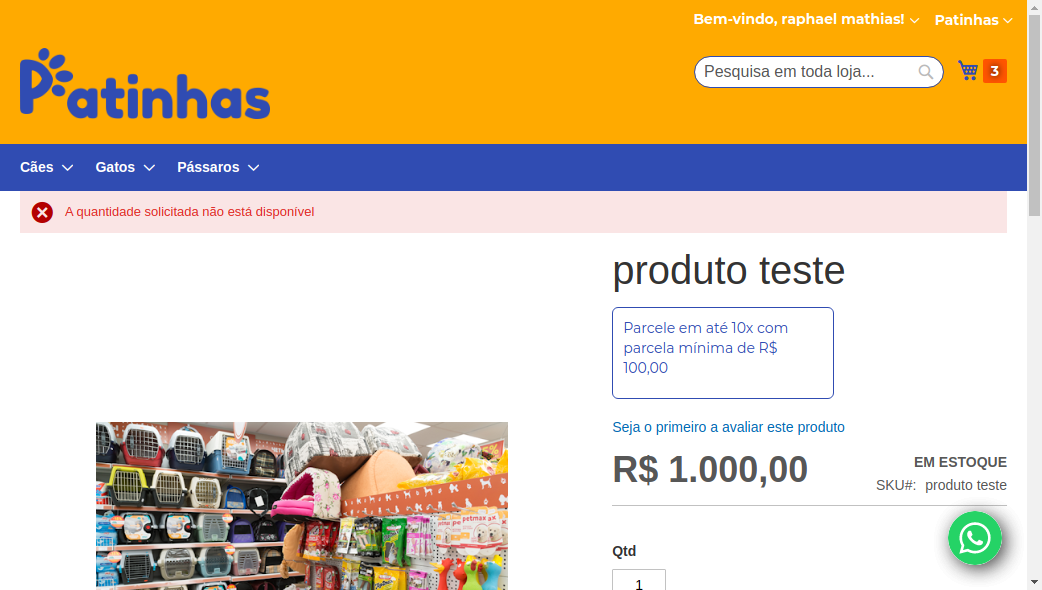 Bem-vindo, raphael mathias!
Patinhas
Patinhas
Pesquisa em toda loja...
3
Cães
Gatos
Pássaros
A quantidade solicitada não está disponível
produto teste
Parcele em até 10x com
parcela mínima de R$
100,00
Seja o primeiro a avaliar este produto
R$ 1.000,00
EM ESTOQUE
SKU#: produto teste
Qtd
1